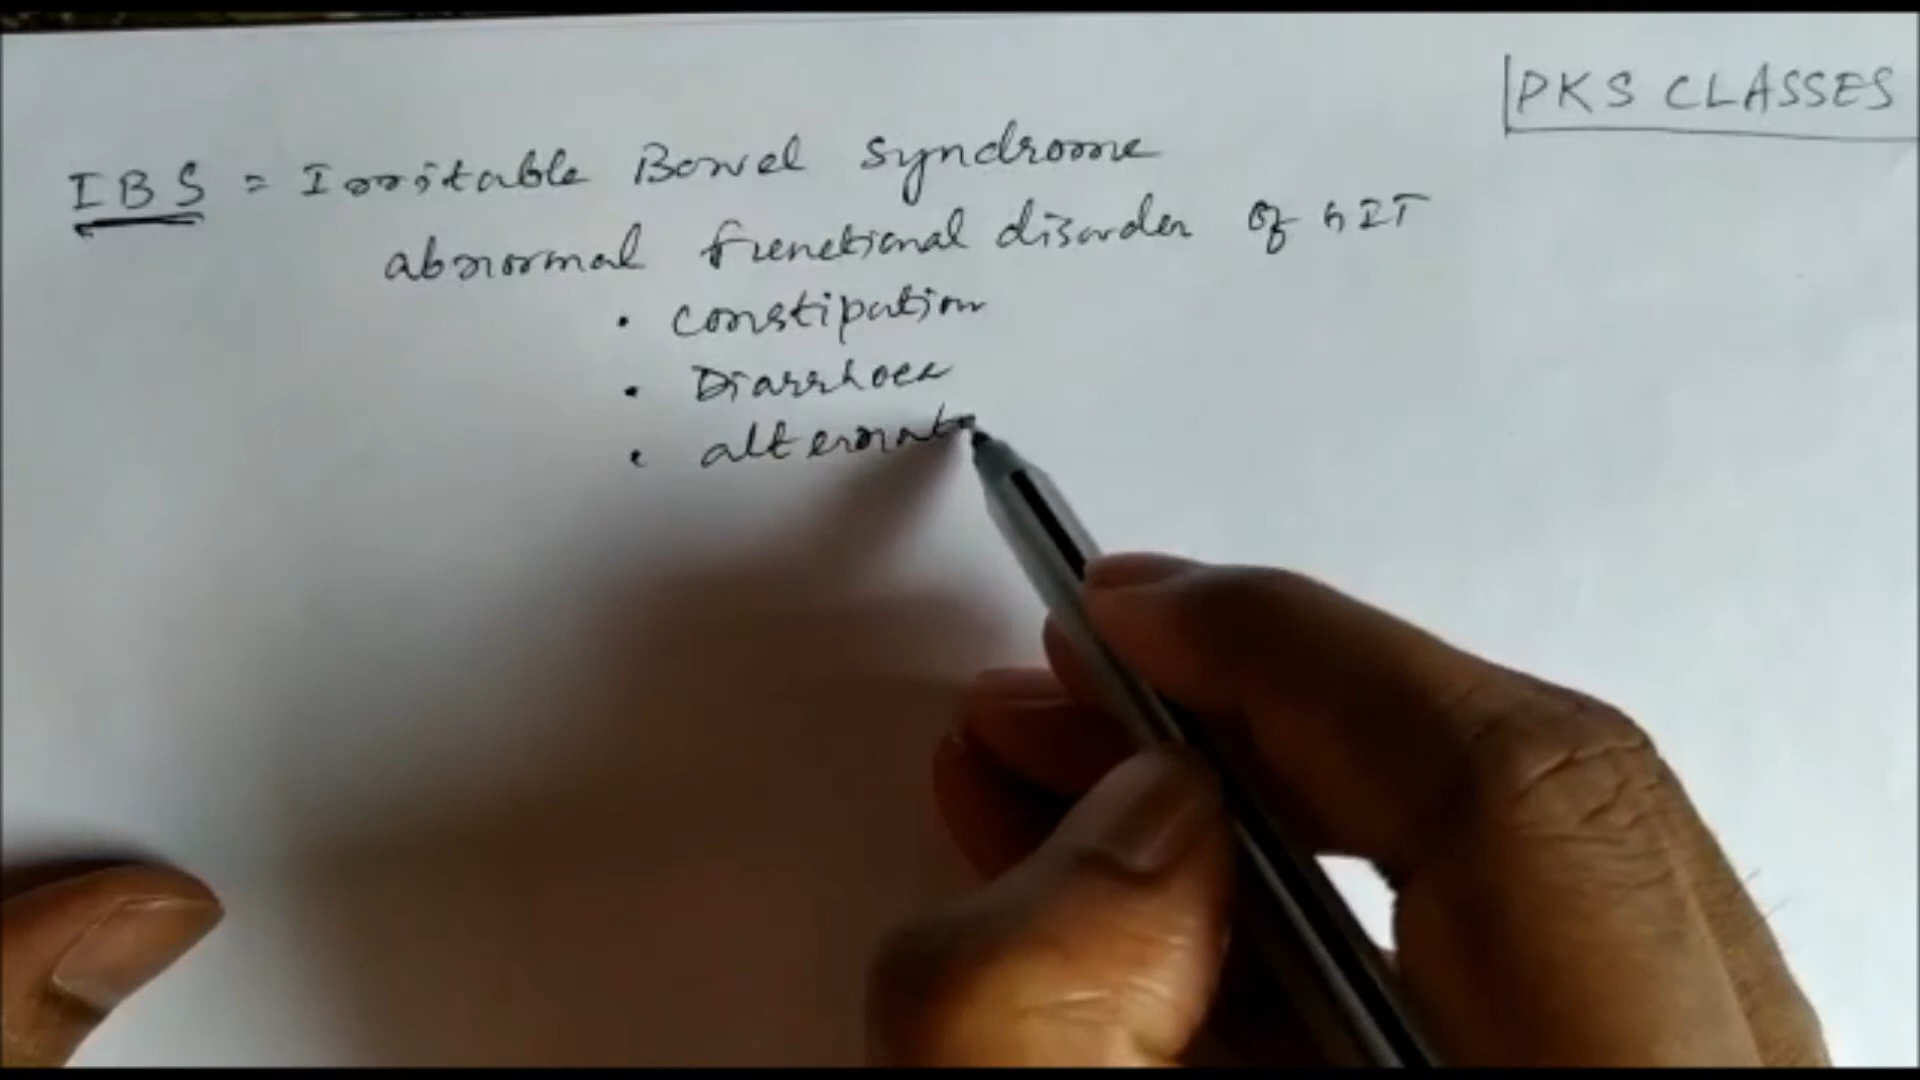 PKS CLASSES
IBS = Irritable Bowel syndrome
abnormal functional disorder of GIT
• constipation
• Diarrhoea
• alternate